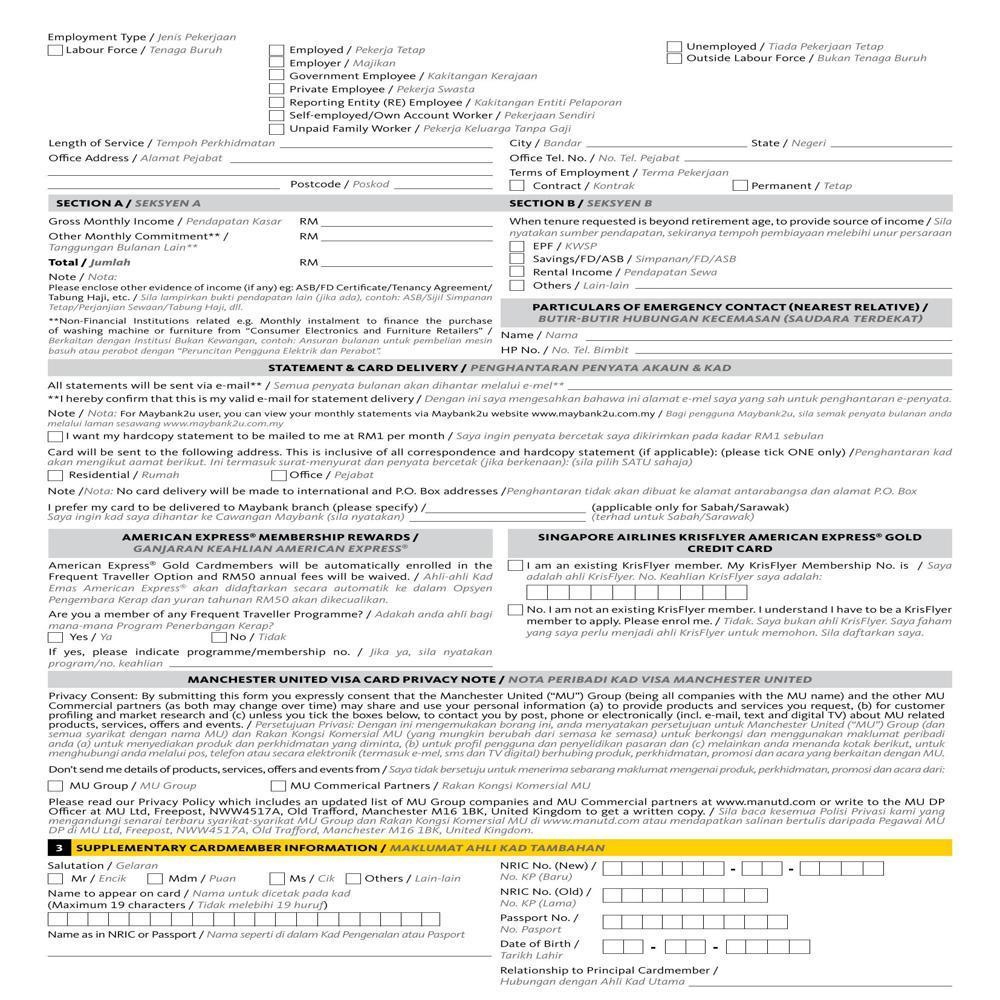 Employment Type / Jenis Pekerjaan
Labour Force / Tenaga Buruh
Employed / Pekerja Tetap
Employer / Majikan
Government Employee / Kakitangan Kerajaan
Private Employee / Pekerja Swasta
Reporting Entity (RE) Employee / Kakitangan Entiti Pelaporan
Self-employed/Own Account Worker / Pekerjaan Sendiri
Unpaid Family Worker / Pekerja Keluarga Tanpa Gaji
Unemployed / Tiada Pekerjaan Tetap
Outside Labour Force / Bukan Tenaga Buruh
Length of Service / Tempoh Perkhidmatan
Office Address / Alamat Pejabat
Postcode / Poskod
City / Bandar
State / Negeri
Office Tel. No. / No. Tel. Pejabat
Terms of Employment / Terma Pekerjaan
Contract / Kontrak
Permanent / Tetap
SECTION A / SEKSYEN A
Gross Monthly Income / Pendapatan Kasar RM
Other Monthly Commitment** / RM
Tanggungan Bulanan Lain**
Total / Jumlah RM
Note / Nota:
Please enclose other evidence of income (if any) eg: ASB/FD Certificate/Tenancy Agreement/
Tabung Haji, etc. / Sila lampirkan bukti pendapatan lain (jika ada), contoh: ASB/Sijil Simpanan
Tetap/Perjanjian Sewaan/Tabung Haji, dll.
**Non-Financial Institutions related e.g. Monthly instalment to finance the purchase
of washing machine or furniture from "Consumer Electronics and Furniture Retailers" /
Berkaitan dengan Institusi Bukan Kewangan, contoh: Ansuran bulanan untuk pembelian mesin
basuh atau perabot dengan "Peruncitan Pengguna Elektrik dan Perabot".
SECTION B / SEKSYEN B
When tenure requested is beyond retirement age, to provide source of income / Sila
nyatakan sumber pendapatan, sekiranya tempoh pembiayaan melebihi unur persaraan
EPF / KWSP
Savings/FD/ASB / Simpanan/FD/ASB
Rental Income / Pendapatan Sewa
Others / Lain-lain
PARTICULARS OF EMERGENCY CONTACT (NEAREST RELATIVE) /
BUTIR-BUTIR HUBUNGAN KECEMASAN (SAUDARA TERDEKAT)
Name / Nama
HP No. / No. Tel. Bimbit
STATEMENT & CARD DELIVERY / PENGHANTARAN PENYATA AKAUN & KAD
All statements will be sent via e-mail** / Semua penyata bulanan akan dihantar melalui e-mel**
**I hereby confirm that this is my valid e-mail for statement delivery / Dengan ini saya mengesahkan bahawa ini alamat e-mel saya yang sah untuk penghantaran e-penyata.
Note / Nota: For Maybank2u user, you can view your monthly statements via Maybank2u website www.maybank2u.com.my / Bagi pengguna Maybank2u, sila semak penyata bulanan anda
melalui laman sesawang www.maybank2u.com.my
I want my hardcopy statement to be mailed to me at RM1 per month / Saya ingin penyata bercetak saya dikirimkan pada kadar RM1 sebulan
Card will be sent to the following address. This is inclusive of all correspondence and hardcopy statement (if applicable): (please tick ONE only) /Penghantaran kad
akan mengikut aamat berikut. Ini termasuk surat-menyurat dan penyata bercetak (jika berkenaan): (sila pilih SATU sahaja)
Residential / Rumah
Office / Pejabat
Note /Nota: No card delivery will be made to international and P.O. Box addresses /Penghantaran tidak akan dibuat ke alamat antarabangsa dan alamat P.O. Box
I prefer my card to be delivered to Maybank branch (please specify) / (applicable only for Sabah/Sarawak)
Saya ingin kad saya dihantar ke Cawangan Maybank (sila nyatakan) (terhad untuk Sabah/Sarawak)
AMERICAN EXPRESS® MEMBERSHIP REWARDS /
GANJARAN KEAHLIAN AMERICAN EXPRESS®
American Express® Gold Cardmembers will be automatically enrolled in the
Frequent Traveller Option and RM50 annual fees will be waived. / Ahli-ahli Kad
Emas American Express® akan didaftarkan secara automatik ke dalam Opsyen
Pengembara Kerap dan yuran tahunan RM50 akan dikecualikan.
Are you a member of any Frequent Traveller Programme? / Adakah anda ahli bagi
mana-mana Program Penerbangan Kerap?
Yes / Ya
No / Tidak
If yes, please indicate programme/membership no. / Jika ya, sila nyatakan
program/no. keahlian
SINGAPORE AIRLINES KRISFLYER AMERICAN EXPRESS® GOLD
CREDIT CARD
I am an existing KrisFlyer member. My KrisFlyer Membership No. is / Saya
adalah ahli KrisFlyer. No. Keahlian KrisFlyer saya adalah:
No. I am not an existing KrisFlyer member. I understand I have to be a KrisFlyer
member to apply. Please enrol me. / Tidak. Saya bukan ahli KrisFlyer. Saya faham
yang saya perlu menjadi ahli KrisFlyer untuk memohon. Sila daftarkan saya.
MANCHESTER UNITED VISA CARD PRIVACY NOTE / NOTA PERIBADI KAD VISA MANCHESTER UNITED
Privacy Consent: By submitting this form you expressly consent that the Manchester United ("MU") Group (being all companies with the MU name) and the other MU
Commercial partners (as both may change over time) may share and use your personal information (a) to provide products and services you request, (b) for customer
profiling and market research and (c) unless you tick the boxes below, to contact you by post, phone or electronically (incl. e-mail, text and digital TV) about MU related
products, services, offers and events. / Persetujuan Privasi: Dengan ini mengemukakan borang ini, anda menyatakan persetujuan untuk Manchester United ("MU") Group (dan
semua syarikat dengan nama MU) dan Rakan Kongsi Komersial MU (yang mungkin berubah dari semasa ke semasa) untuk berkongsi dan menggunakan maklumat peribadi
anda (a) untuk menyediakan produk dan perkhidmatan yang diminta, (b) untuk profil pengguna dan penyelidikan pasaran dan (c) melainkan anda menanda kotak berikut, untuk
menghubungi anda melalui pos, telefon atau secara elektronik (termasuk e-mel, sms dan TV digital) berhubung produk, perkhidmatan, promosi dan acara yang berkaitan dengan MU.
Don't send me details of products, services, offers and events from / Saya tidak bersetuju untuk menerima sebarang maklumat mengenai produk, perkhidmatan, promosi dan acara dari:
MU Group / MU Group
MU Commerical Partners / Rakan Kongsi Komersial MU
Please read our Privacy Policy which includes an updated list of MU Group companies and MU Commercial partners at www.manutd.com or write to the MU DP
Officer at MU Ltd, Freepost, NWW4517A, Old Trafford, Manchester M16 1BK, United Kingdom to get a written copy. / Sila baca kesemua Polisi Privasi kami yang
mengandungi senarai terbaru syarikat-syarikat MU Group dan Rakan Kongsi Komersial MU di www.manutd.com atau mendapatkan salinan bertulis daripada Pegawai MU
DP di MU Ltd, Freepost, NWW4517A, Old Trafford, Manchester M16 1BK, United Kingdom.
3 SUPPLEMENTARY CARDMEMBER INFORMATION / MAKLUMAT AHLI KAD TAMBAHAN
Salutation / Gelaran
Mr / Encik
Mdm / Puan
Ms / Cik
Others / Lain-lain
Name to appear on card / Nama untuk dicetak pada kad
(Maximum 19 characters / Tidak melebihi 19 huruf)
Name as in NRIC or Passport / Nama seperti di dalam Kad Pengenalan atau Pasport
NRIC No. (New) / - -
No. KP (Baru)
NRIC No. (Old) /
No. KP (Lama)
Passport No. /
No. Pasport
Date of Birth / - -
Tarikh Lahir
Relationship to Principal Cardmember /
Hubungan dengan Ahli Kad Utama